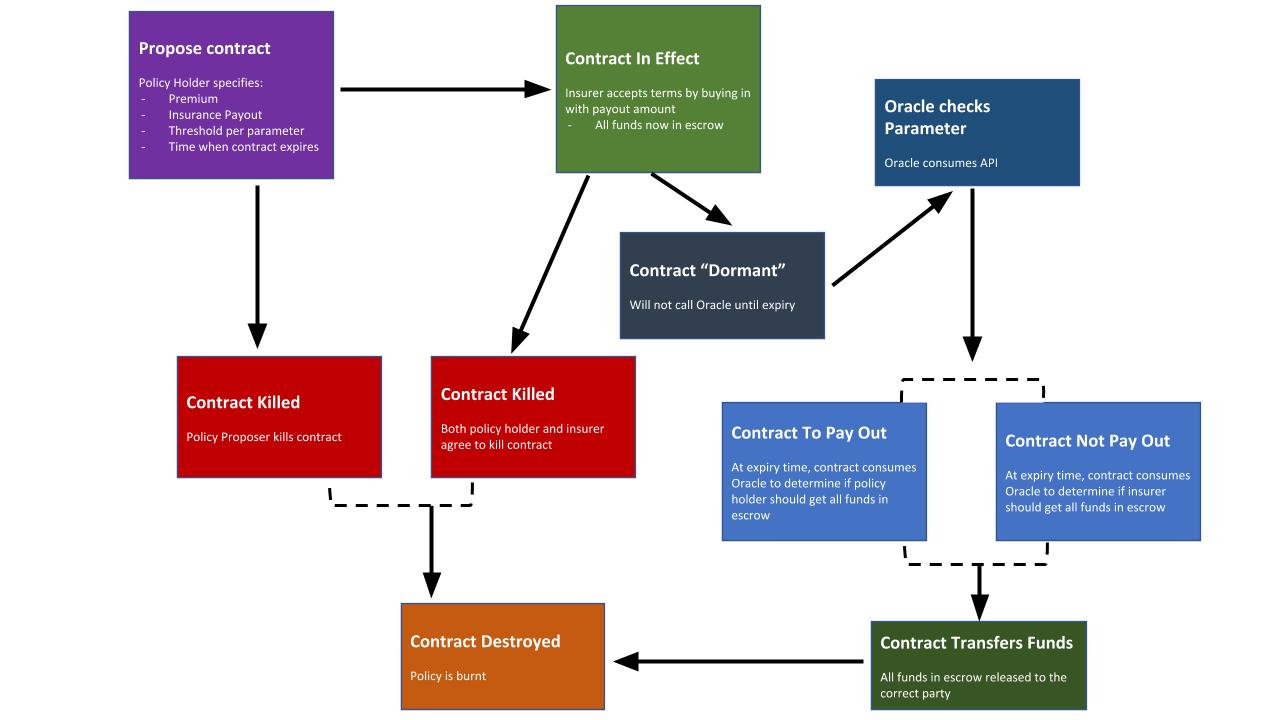 Propose contract
Policy Holder specifies:
- Premium
- Insurance Payout
- Threshold per parameter
- Time when contract expires
Contract In Effect
Insurer accepts terms by buying in
with payout amount
- All funds now in escrow
Oracle checks
Parameter
Oracle consumes API
Contract “Dormant”
Will not call Oracle until expiry
Contract Killed
Policy Proposer kills contract
Contract Killed
Both policy holder and insurer
agree to kill contract
Contract To Pay Out
At expiry time, contract consumes
Oracle to determine if policy
holder should get all funds in
escrow
Contract Not Pay Out
At expiry time, contract consumes
Oracle to determine if insurer
should get all funds in escrow
Contract Destroyed
Policy is burnt
Contract Transfers Funds
All funds in escrow released to the
correct party